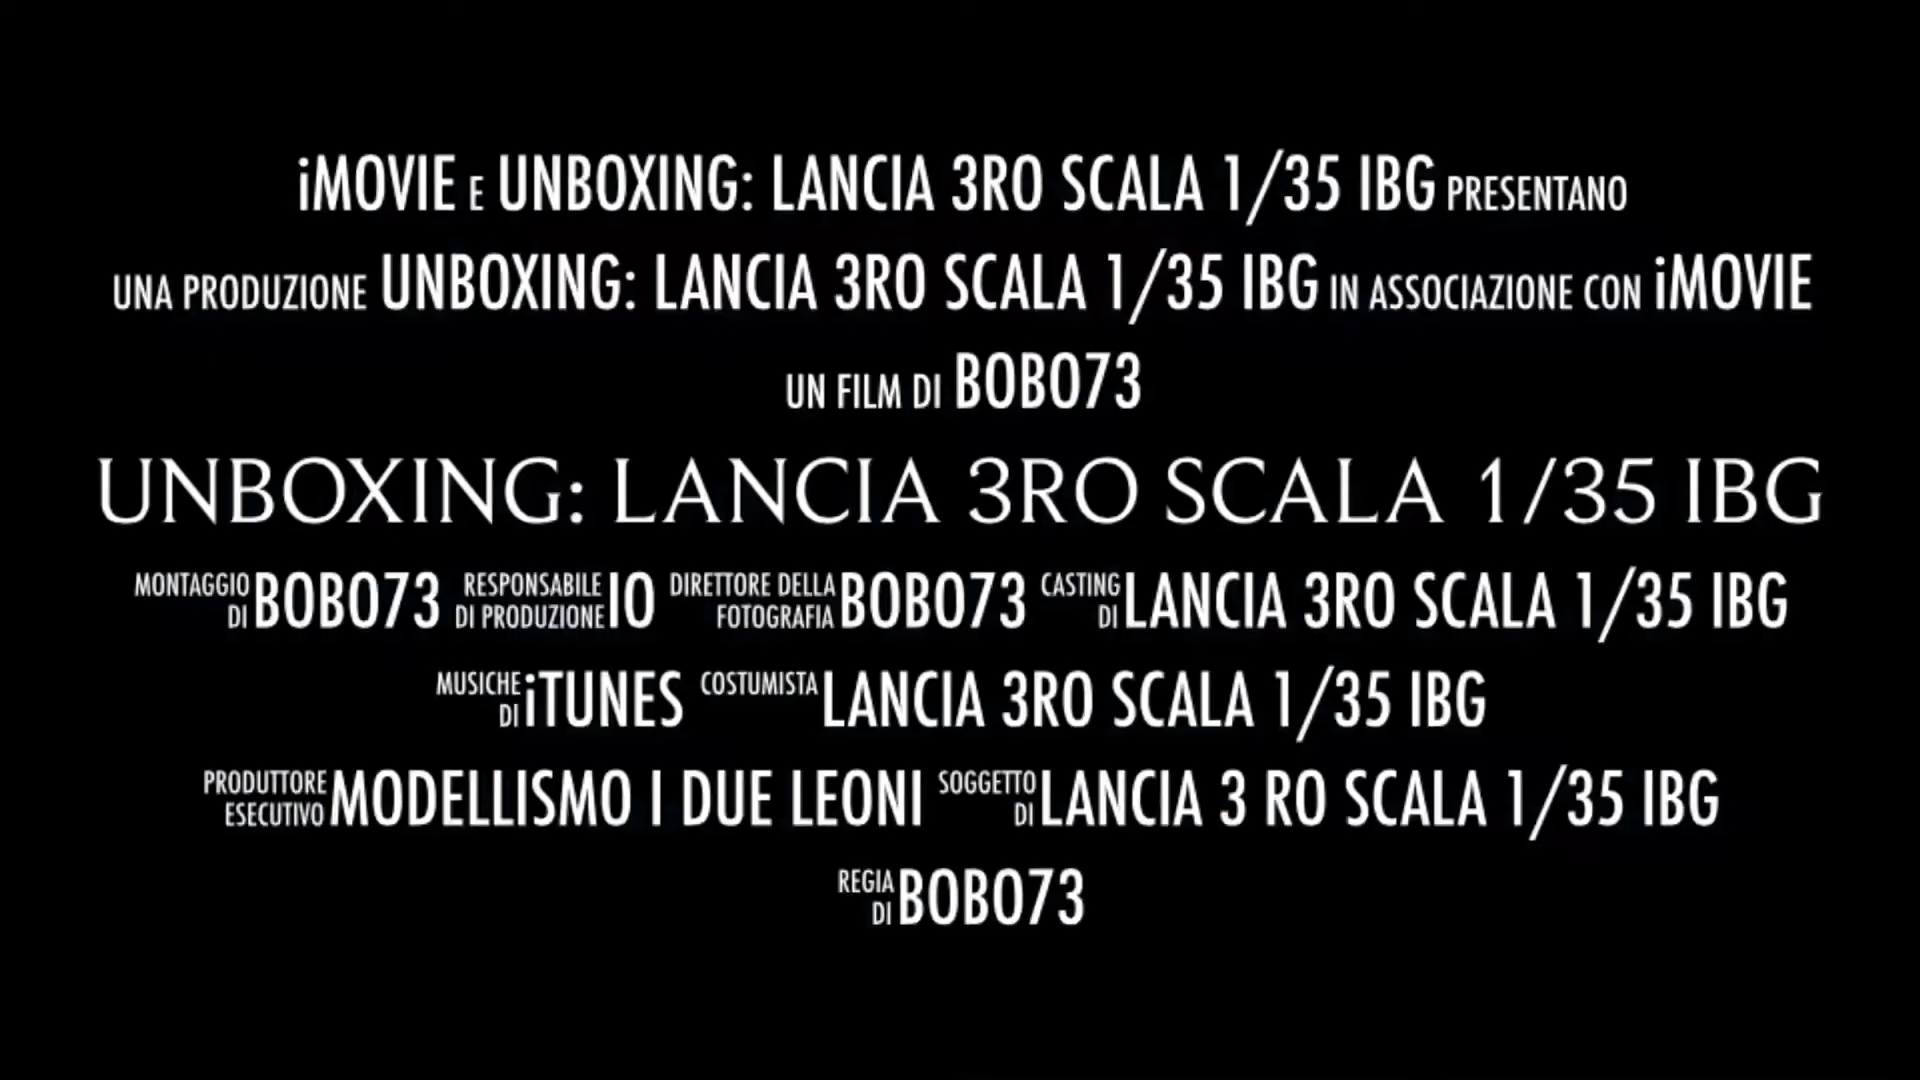 iMOVIE E UNBOXING: LANCIA 3RO SCALA 1/35 IBG PRESENTANO
UNA PRODUZIONE UNBOXING: LANCIA 3RO SCALA 1/35 IBG IN ASSOCIAZIONE CON iMOVIE
UN FILM DI BOBO73
UNBOXING: LANCIA 3RO SCALA 1/35 IBG
MONTAGGIO DI BOBO73 RESPONSABILE DI PRODUZIONE IO DIRETTORE DELLA FOTOGRAFIA BOBO73 CASTING DI LANCIA 3RO SCALA 1/35 IBG
MUSICHE DI iTUNES COSTUMISTA LANCIA 3RO SCALA 1/35 IBG
PRODUTTORE ESECUTIVO MODELLISMO I DUE LEONI SOGGETTO DI LANCIA 3 RO SCALA 1/35 IBG
REGIA DI BOBO73